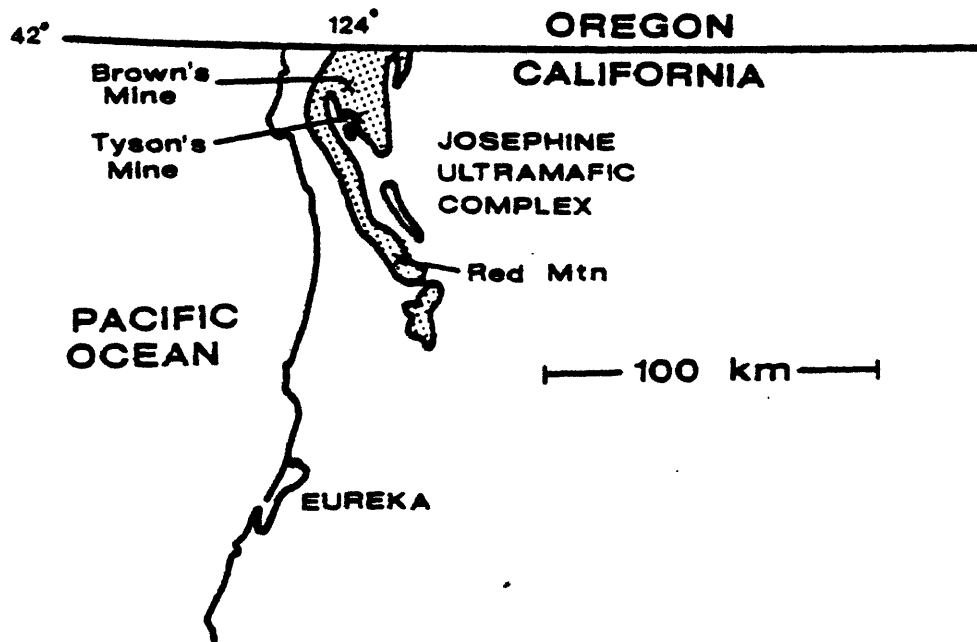 42°
124°
OREGON
CALIFORNIA
Brown's
Mine
Tyson's
Mine
JOSEPHINE
ULTRAMAFIC
COMPLEX
Red Mtn
PACIFIC
OCEAN
100 km
EUREKA